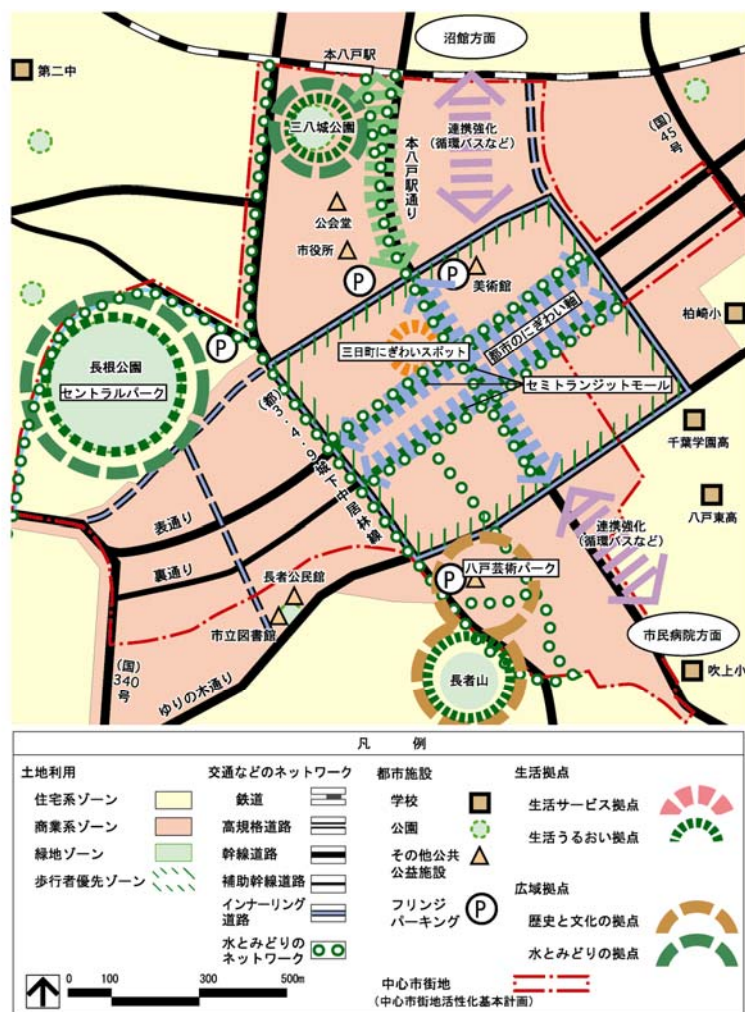 沼館方面
本八戸駅
第二中
三八城公園
連携強化
(循環バスなど)
(国)45号
本八戸駅通り
公会堂
市役所
P
P
美術館
柏崎小
P
三日町にぎわいスポット
都市のにぎわい軸
長根公園
セントラルパーク
セミトランジットモール
千葉学園高
(都)3・4・9城下中居林線
八戸東高
表通り
連携強化
(循環バスなど)
裏通り
長者公民館
八戸芸術パーク
P
市立図書館
市民病院方面
(国)340号
長者山
吹上小
ゆりの木通り
凡 例
土地利用
住宅系ゾーン
商業系ゾーン
緑地ゾーン
歩行者優先ゾーン
交通などのネットワーク
鉄道
高規格道路
幹線道路
補助幹線道路
インナーリング
道路
水とみどりの
ネットワーク
都市施設
学校
公園
その他公共
公益施設
フリンジ
パーキング
P
生活拠点
生活サービス拠点
生活うるおい拠点
広域拠点
歴史と文化の拠点
水とみどりの拠点
0 100 300 500m
中心市街地
(中心市街地活性化基本計画)